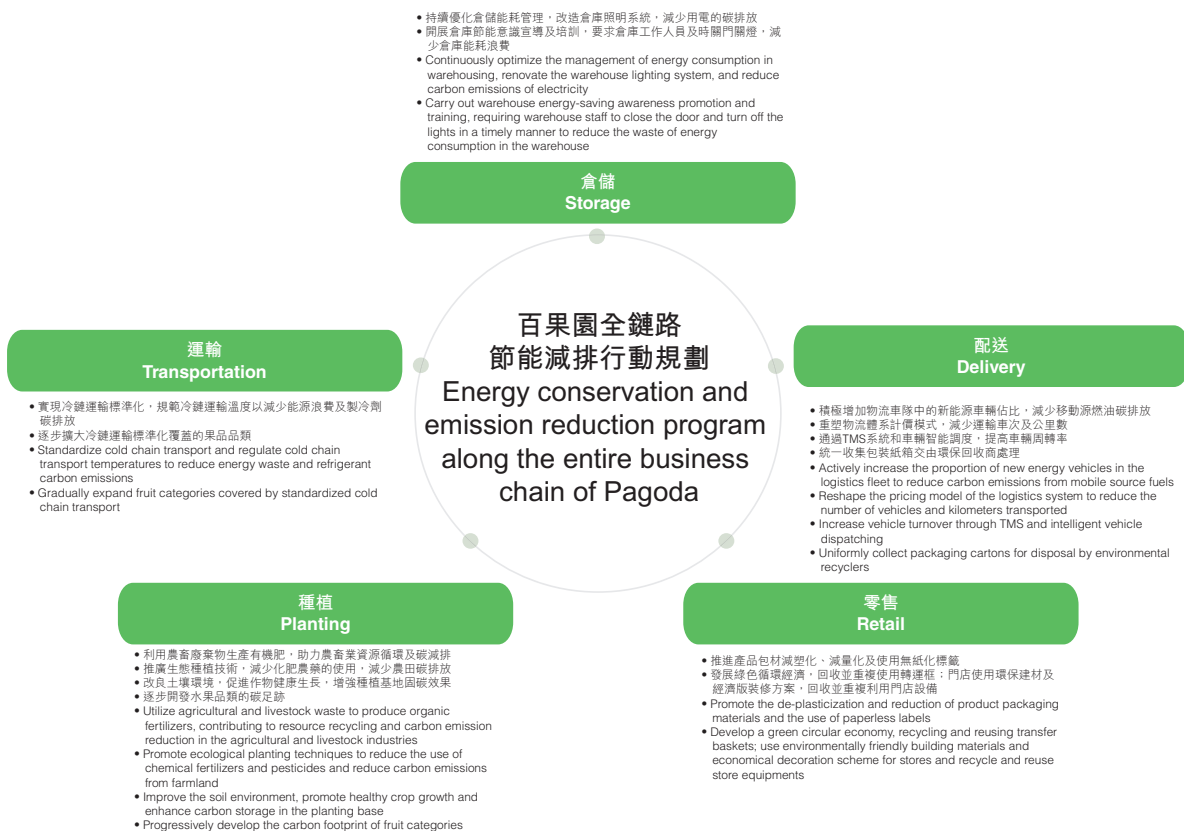 • 持續優化倉儲能耗管理，改造倉庫照明系統，減少用電的碳排放
• 開展倉庫節能意識宣導及培訓，要求倉庫工作人員及時關門關燈，減
少倉庫能耗浪費
• Continuously optimize the management of energy consumption in
warehousing, renovate the warehouse lighting system, and reduce
carbon emissions of electricity
• Carry out warehouse energy-saving awareness promotion and
training, requiring warehouse staff to close the door and turn off the
lights in a timely manner to reduce the waste of energy
consumption in the warehouse
倉儲
Storage
百果園全鏈路
節能減排行動規劃
Energy conservation and
emission reduction program
along the entire business
chain of Pagoda
運輸
Transportation
• 實現冷鏈運輸標準化，規範冷鏈運輸溫度以減少能源浪費及製冷劑
碳排放
• 逐步擴大冷鏈運輸標準化覆蓋的果品品類
• Standardize cold chain transport and regulate cold chain
transport temperatures to reduce energy waste and refrigerant
carbon emissions
• Gradually expand fruit categories covered by standardized cold
chain transport
配送
Delivery
• 積極增加物流車隊中的新能源車輛佔比，減少移動源燃油碳排放
• 重塑物流體系計價模式，減少運輸車次及公里數
• 通過TMS系統和車輛智能調度，提高車輛周轉率
• 統一收集包裝紙箱交由環保回收商處理
• Actively increase the proportion of new energy vehicles in the
logistics fleet to reduce carbon emissions from mobile source fuels
• Reshape the pricing model of the logistics system to reduce the
number of vehicles and kilometers transported
• Increase vehicle turnover through TMS and intelligent vehicle
dispatching
• Uniformly collect packaging cartons for disposal by environmental
recyclers
種植
Planting
• 利用農畜廢棄物生產有機肥，助力農畜業資源循環及碳減排
• 推廣生態種植技術，減少化肥農藥的使用，減少農田碳排放
• 改良土壤環境，促進作物健康生長，增強種植基地固碳效果
• 逐步開發水果品類的碳足跡
• Utilize agricultural and livestock waste to produce organic
fertilizers, contributing to resource recycling and carbon emission
reduction in the agricultural and livestock industries
• Promote ecological planting techniques to reduce the use of
chemical fertilizers and pesticides and reduce carbon emissions
from farmland
• Improve the soil environment, promote healthy crop growth and
enhance carbon storage in the planting base
• Progressively develop the carbon footprint of fruit categories
零售
Retail
• 推進產品包材減塑化、減量化及使用無紙化標籤
• 發展綠色循環經濟，回收並重複使用轉運框；門店使用環保建材及
經濟版裝修方案，回收並重複利用門店設備
• Promote the de-plasticization and reduction of product packaging
materials and the use of paperless labels
• Develop a green circular economy, recycling and reusing transfer
baskets; use environmentally friendly building materials and
economical decoration scheme for stores and recycle and reuse
store equipments